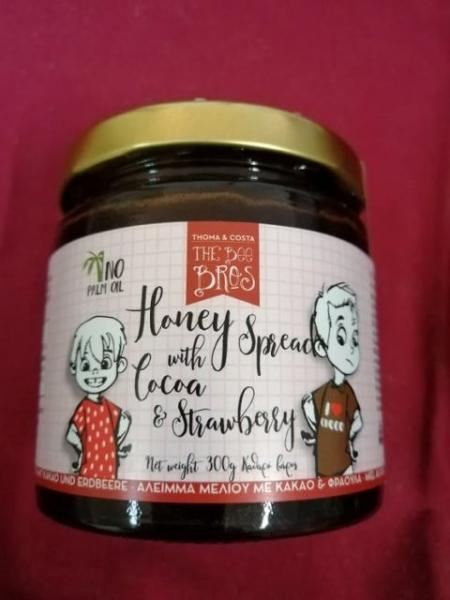 THOMA & COSTA
THE BEE
BROS
NO
PALM OIL
Honey Spread
with
Cocoa
& Strawberry
I ❤
COCO
Net weight 300g Καθαρό βάρος
KAKAO UND ERDBEERE - ΑΛΕΙΜΜΑ ΜΕΛΙΟΥ ΜΕ ΚΑΚΑΟ & ΦΡΑΟΥΛΑ -